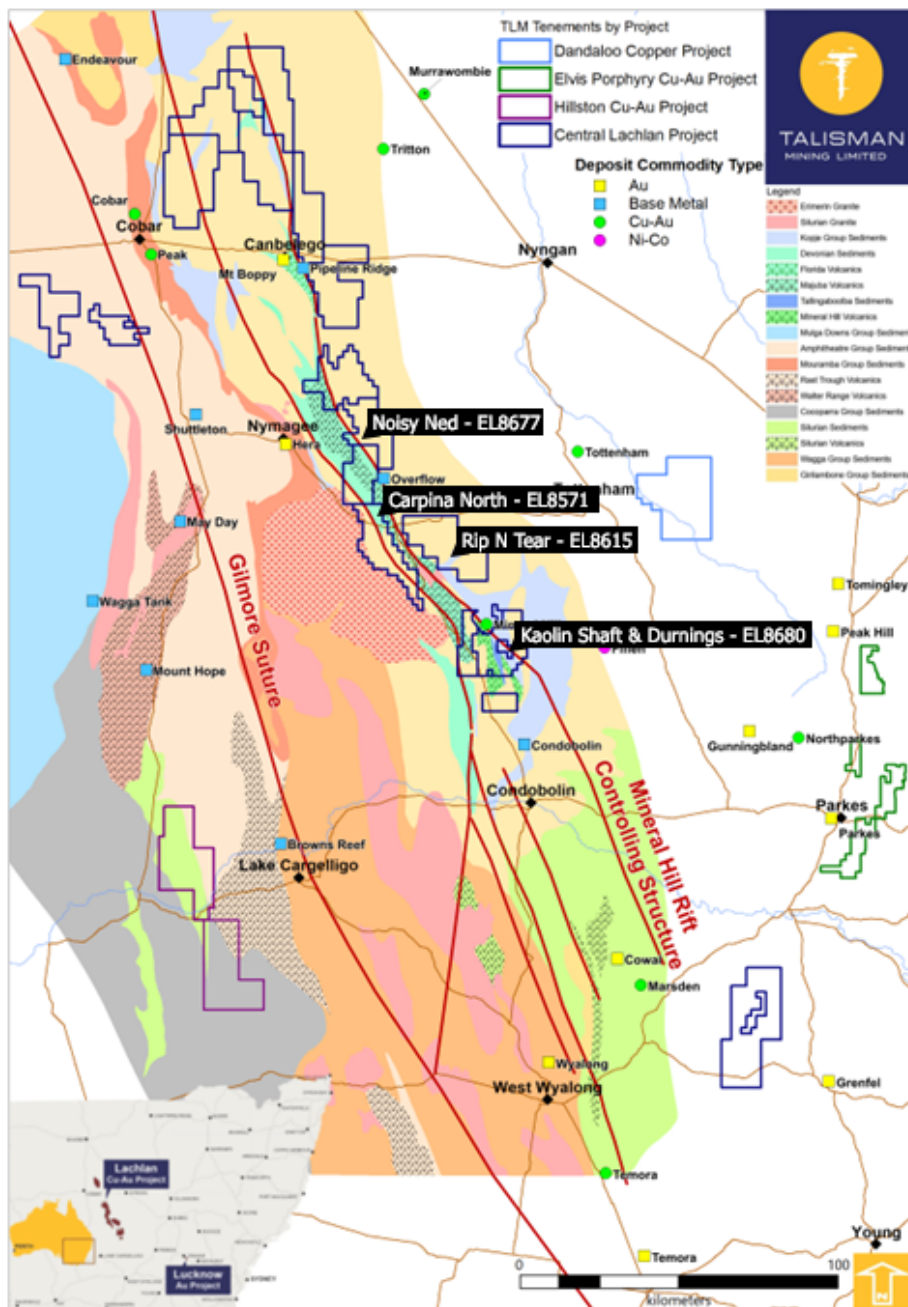 TLM Tenements by Project
Dandaloo Copper Project
Elvis Porphyry Cu-Au Project
Hillston Cu-Au Project
Central Lachlan Project
Deposit Commodity Type
Au
Base Metal
Cu-Au
Ni-Co
TALISMAN
MINING LIMITED
Legend
Erimerin Granite
Silurian Granite
Kopje Group Sediments
Devonian Sediments
Florida Volcanics
Majuba Volcanics
Tallingabootba Sediments
Mineral Hill Volcanics
Mulga Downs Group Sediment
Amphitheatre Group Sediment
Mouramba Group Sediments
Rast Trough Volcanics
Walter Range Volcanics
Cocoparra Group Sediments
Silurian Sediments
Silurian Volcanics
Wagga Group Sediments
Girilambone Group Sediments
Endeavour
Murrawombie
Tritton
Cobar
Cobar
Peak
Canbelego
Mt Boppy
Pipeline Ridge
Nyngan
Noisy Ned - EL8677
Shuttleton
Nymagee
Hera
Overflow
Tottenham
Carpina North - EL8571
May Day
Rip N Tear - EL8615
Gilmore Suture
Wagga Tank
Tomingley
Peak Hill
Kaolin Shaft & Durnings - EL8680
Mount Hope
Condobolin
Gunningbland
Northparkes
Condobolin
Mineral Hill Rift
Controlling Structure
Parkes
Parkes
Browns Reef
Lake Cargelligo
Cowal
Marsden
Wyalong
West Wyalong
Grenfel
Temora
Temora
Young
Lachlan
Cu-Au Project
Lucknow
Au Project
SYDNEY
PERTH
0
100
kilometers
N